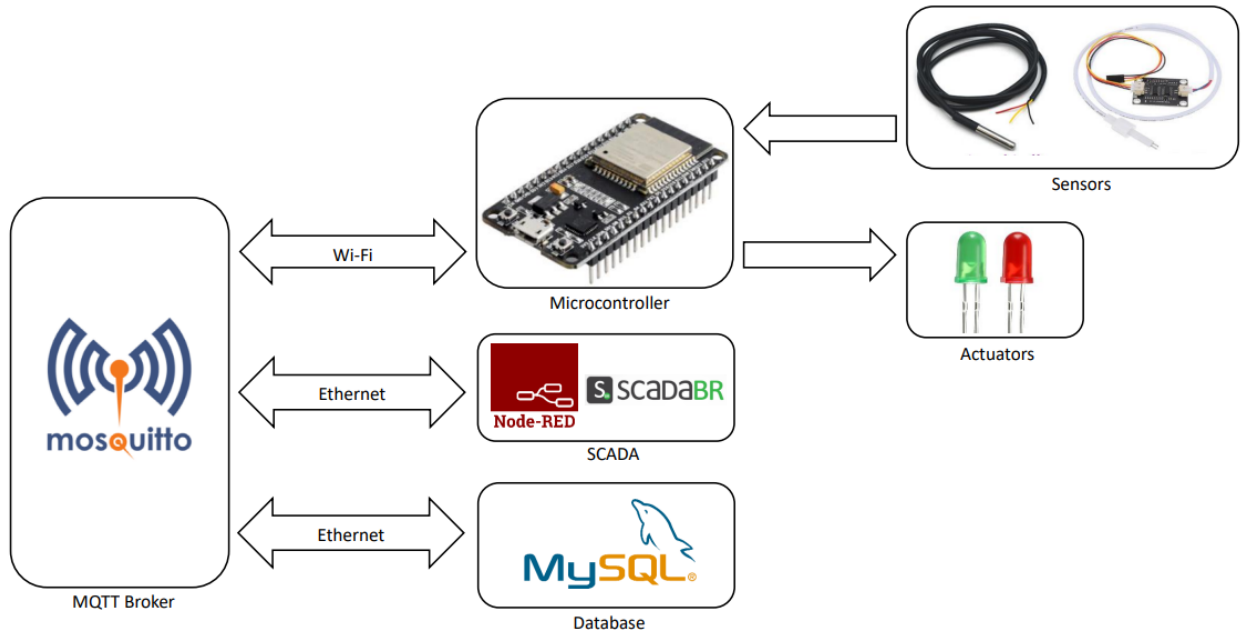 Sensors
Microcontroller
Wi-Fi
Actuators
mosquitto
MQTT Broker
Ethernet
Node-RED
S. SCADABR
SCADA
Ethernet
MySQL®
Database